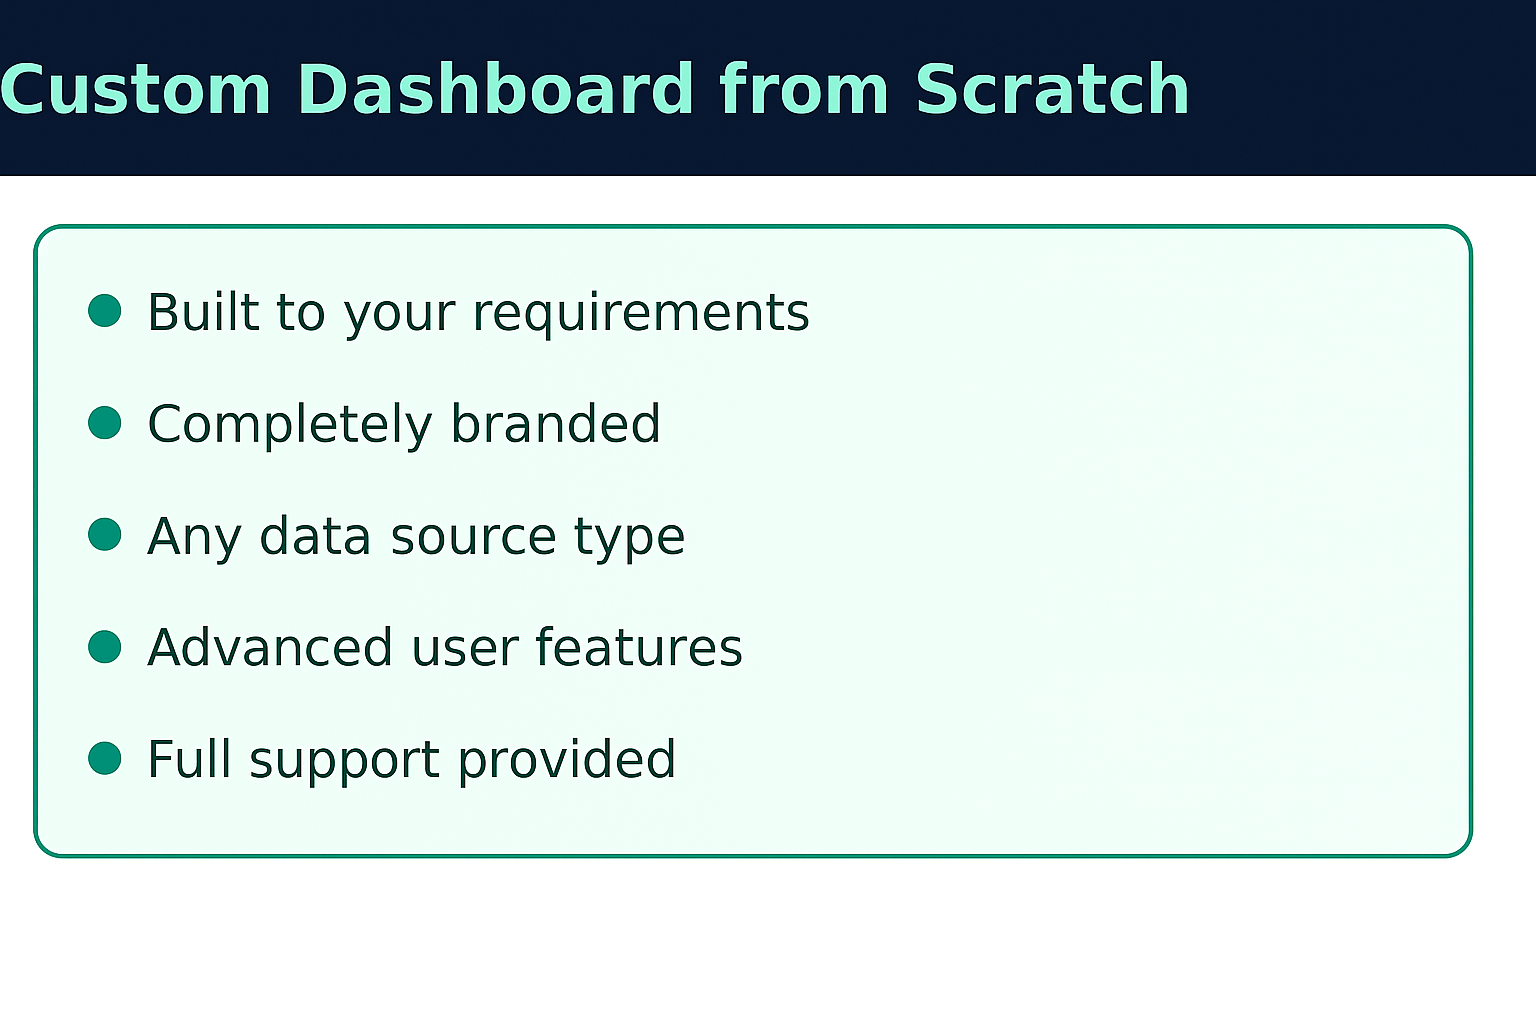 Custom Dashboard from Scratch
Built to your requirements
Completely branded
Any data source type
Advanced user features
Full support provided